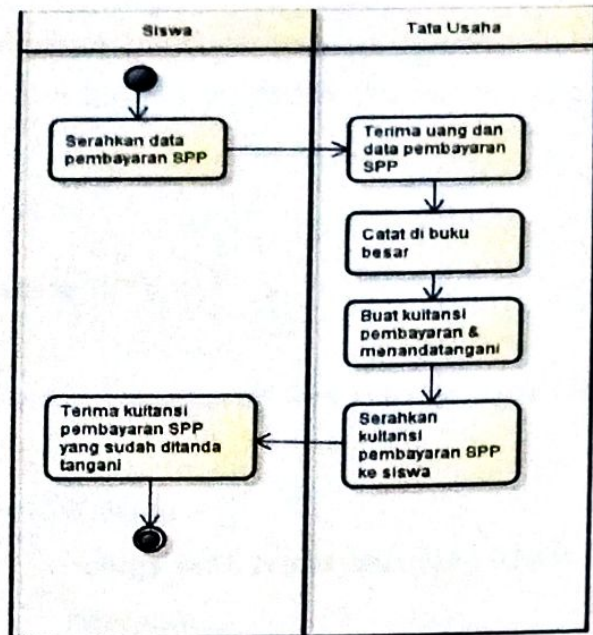 Siswa
Tata Usaha
Serahkan data
pembayaran SPP
Terima uang dan
data pembayaran
SPP
Catat di buku
besar
Buat kuitansi
pembayaran &
menandatangani
Serahkan
kuitansi
pembayaran SPP
ke siswa
Terima kuitansi
pembayaran SPP
yang sudah ditanda
tangani